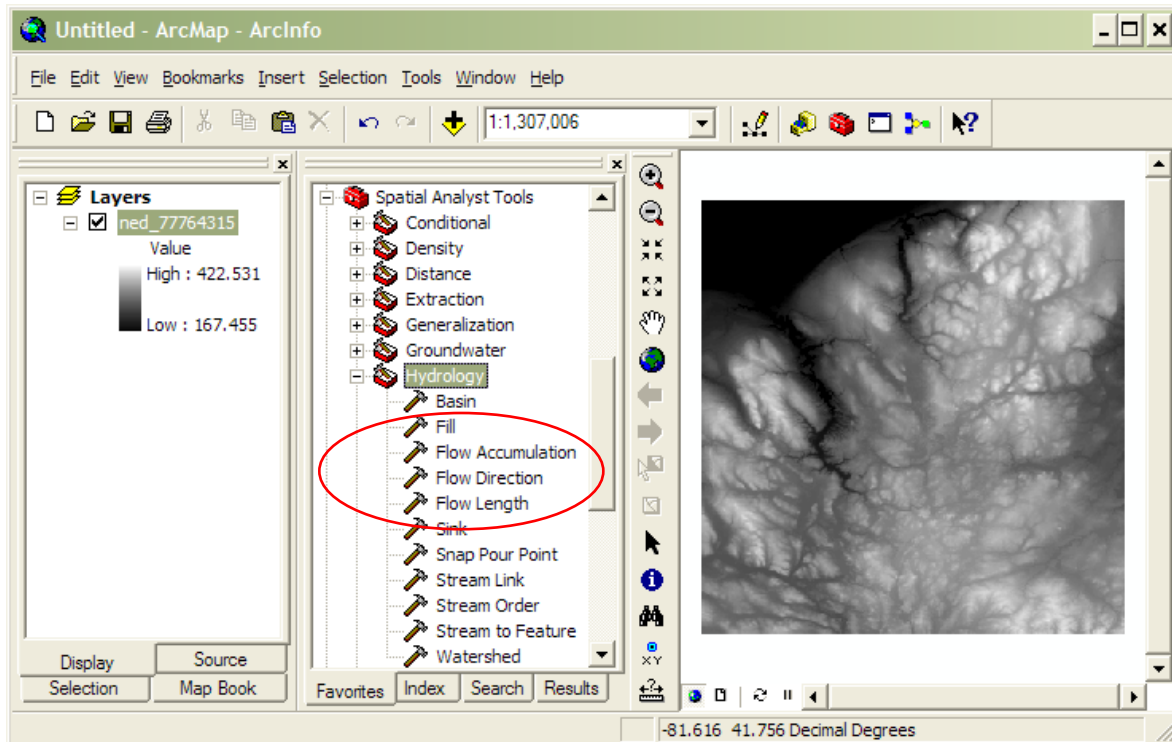 Untitled - ArcMap - ArcInfo
File Edit View Bookmarks Insert Selection Tools Window Help
1:1,307,006
Layers
ned_77764315
Value
High : 422.531
Low : 167.455
Display
Source
Selection
Map Book
Spatial Analyst Tools
Conditional
Density
Distance
Extraction
Generalization
Groundwater
Hydrology
Basin
Fill
Flow Accumulation
Flow Direction
Flow Length
Sink
Snap Pour Point
Stream Link
Stream Order
Stream to Feature
Watershed
Favorites
Index
Search
Results
XY
-81.616 41.756 Decimal Degrees